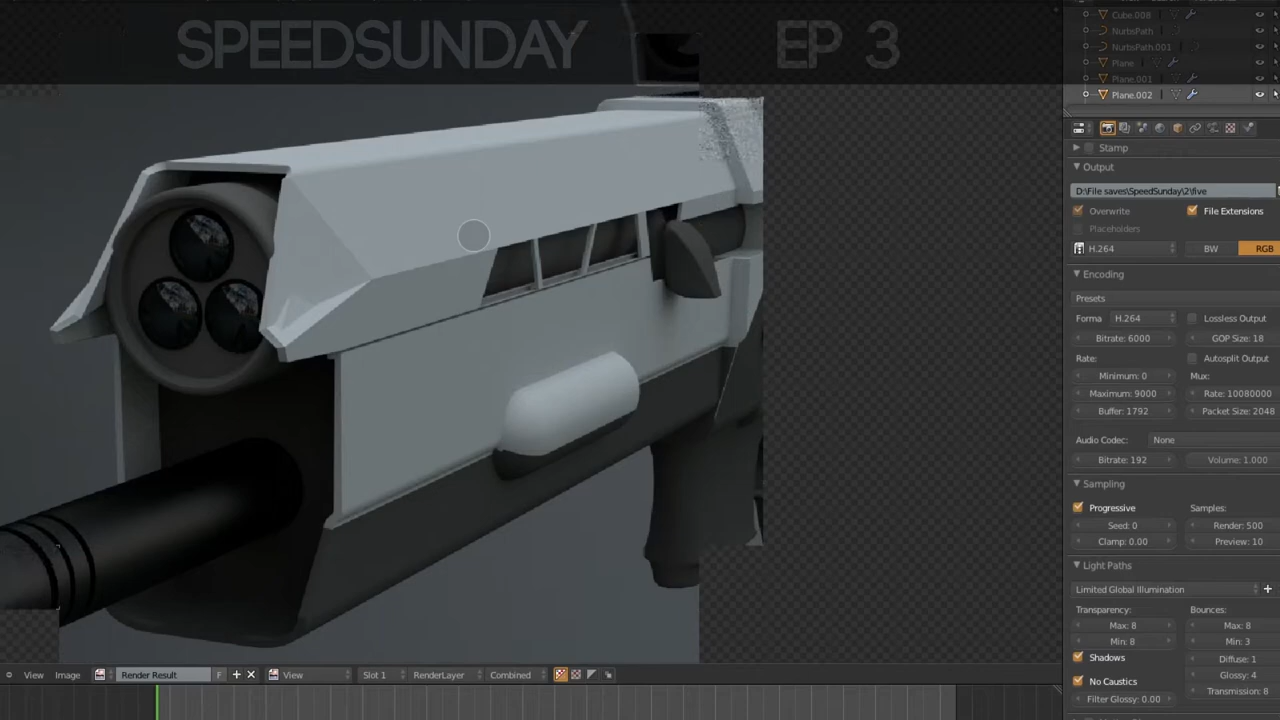 SPEEDSUNDAY EP 3
Cube.008
NurbsPath
NurbsPath.001
Plane
Plane.001
Plane.002
Stamp
Output
D:\File saves\SpeedSunday\2\five
Overwrite File Extensions
Placeholders
H.264 BW RGB
Encoding
Presets
Forma H.264 Lossless Output
Bitrate: 6000 GOP Size: 18
Rate: Autosplit Output
Minimum: 0 Mux:
Maximum: 9000 Rate: 10080000
Buffer: 1792 Packet Size: 2048
Audio Codec: None
Bitrate: 192 Volume: 1.000
Sampling
Progressive Samples:
Seed: 0 Render: 500
Clamp: 0.00 Preview: 10
Light Paths
Limited Global Illumination
Transparency: Bounces:
Max: 8 Max: 8
Min: 8 Min: 3
Shadows Diffuse: 1
No Caustics Glossy: 4
Filter Glossy: 0.00 Transmission: 8
View Image Render Result F View Slot 1 RenderLayer Combined